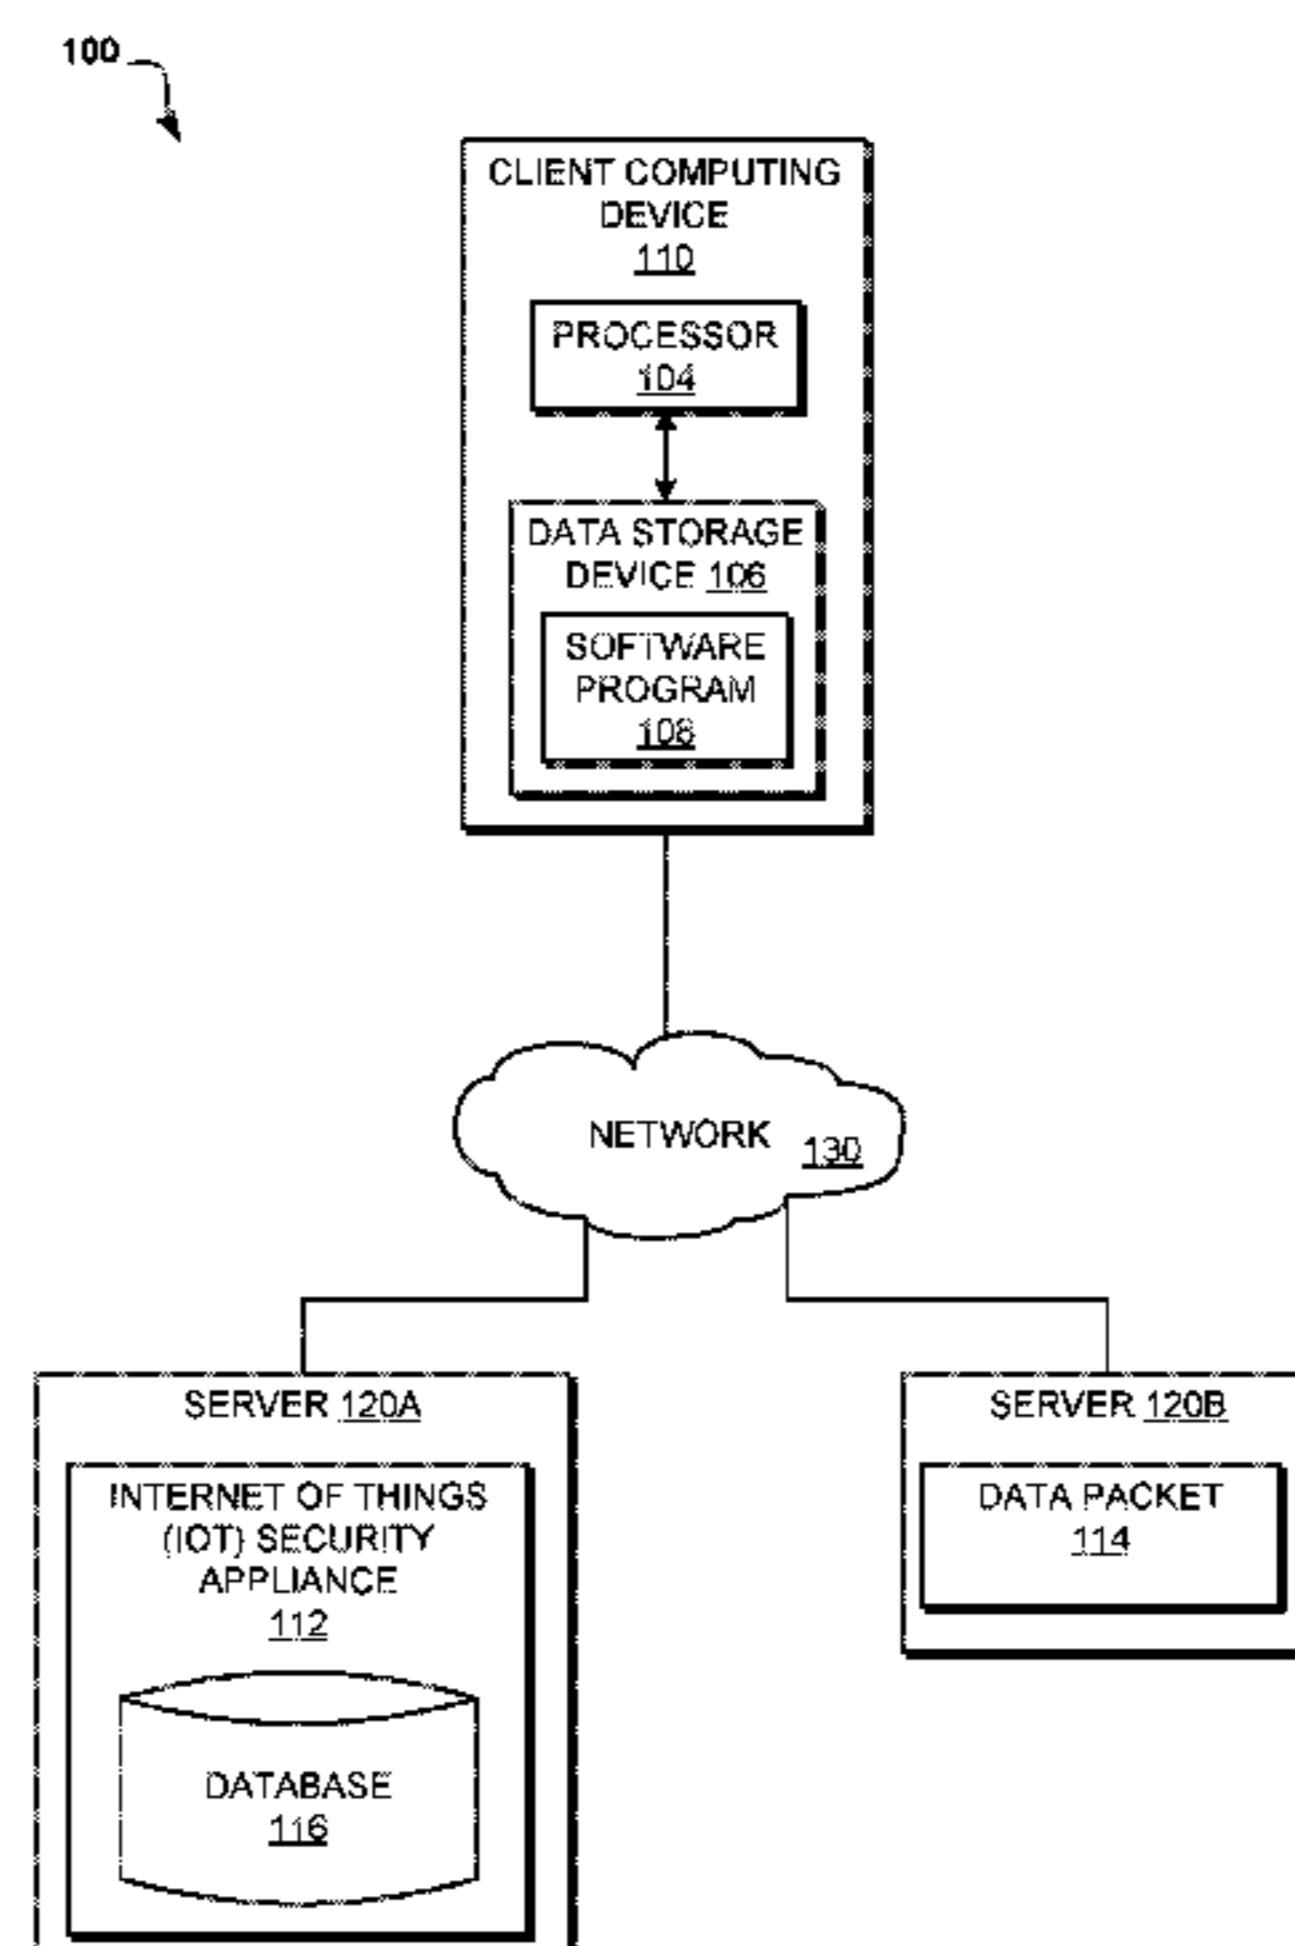 100
CLIENT COMPUTING
DEVICE
110
PROCESSOR
104
DATA STORAGE
DEVICE 106
SOFTWARE
PROGRAM
108
NETWORK 130
SERVER 120A
INTERNET OF THINGS
(IOT) SECURITY
APPLIANCE
112
DATABASE
116
SERVER 120B
DATA PACKET
114